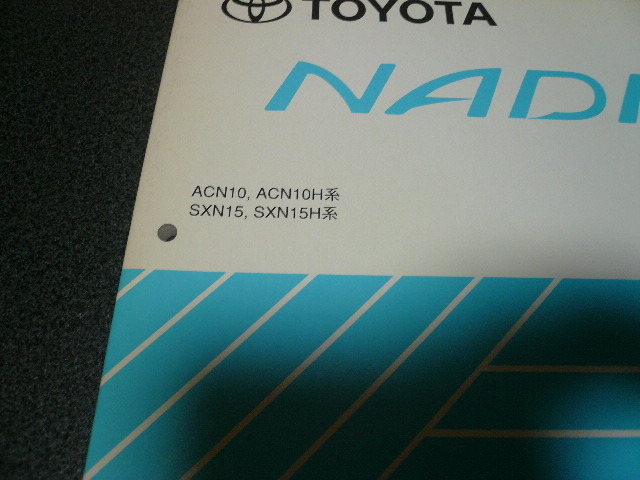 TOYOTA
NADI
ACN10, ACN10H系
SXN15, SXN15H系